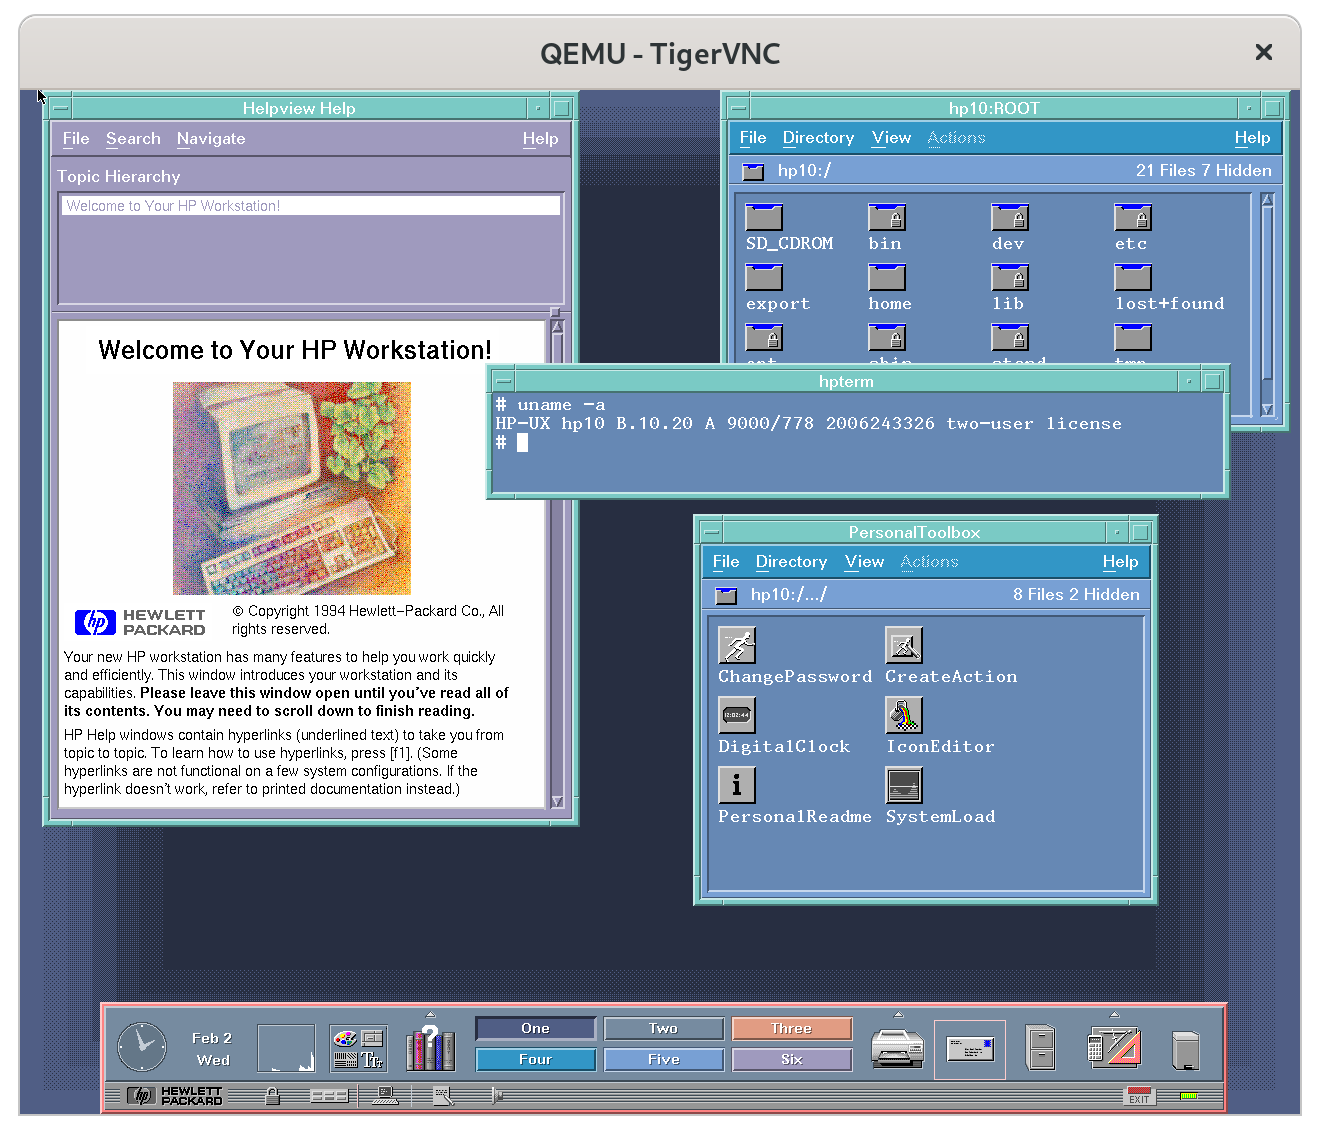 QEMU - TigerVNC
Helpview Help
File Search Navigate Help
Topic Hierarchy
Welcome to Your HP Workstation!
Welcome to Your HP Workstation!
hp HEWLETT PACKARD
© Copyright 1994 Hewlett-Packard Co., All
rights reserved.
Your new HP workstation has many features to help you work quickly
and efficiently. This window introduces your workstation and its
capabilities. Please leave this window open until you've read all of
its contents. You may need to scroll down to finish reading.
HP Help windows contain hyperlinks (underlined text) to take you from
topic to topic. To learn how to use hyperlinks, press [f1]. (Some
hyperlinks are not functional on a few system configurations. If the
hyperlink doesn't work, refer to printed documentation instead.)
hp10:ROOT
File Directory View Actions Help
hp10:/ 21 Files 7 Hidden
SD_CDROM bin dev etc
export home lib lost+found
hpterm
# uname -a
HP-UX hp10 B.10.20 A 9000/778 2006243326 two-user license
#
PersonalToolbox
File Directory View Actions Help
hp10:/.../ 8 Files 2 Hidden
ChangePassword CreateAction
DigitalClock IconEditor
PersonalReadme SystemLoad
Feb 2
Wed
One Two Three
Four Five Six
hp HEWLETT PACKARD
EXIT